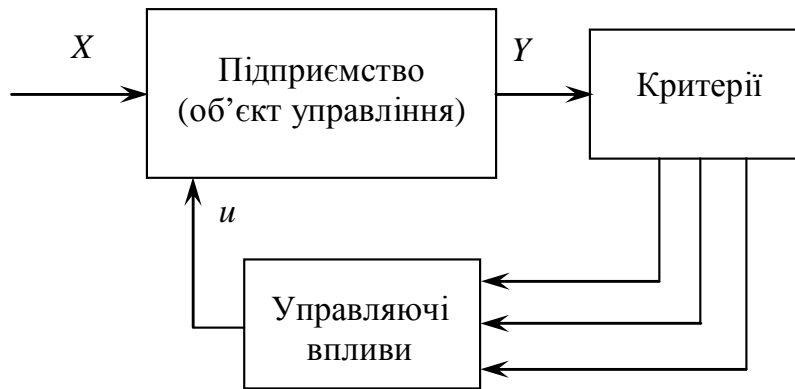 X
Підприємство
(об’єкт управління)
Y
Критерії
u
Управляючі
впливи